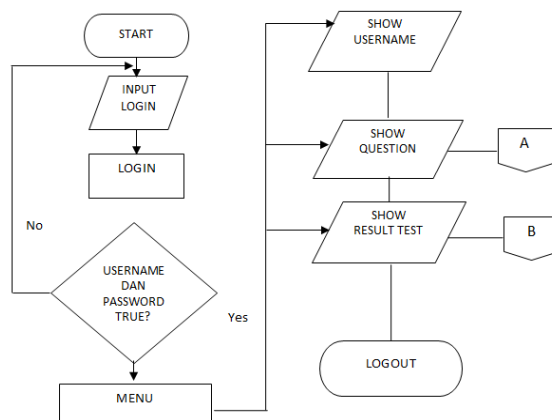 START
INPUT
LOGIN
LOGIN
No
USERNAME
DAN
PASSWORD
TRUE?
Yes
MENU
SHOW
USERNAME
SHOW
QUESTION
A
SHOW
RESULT TEST
B
LOGOUT